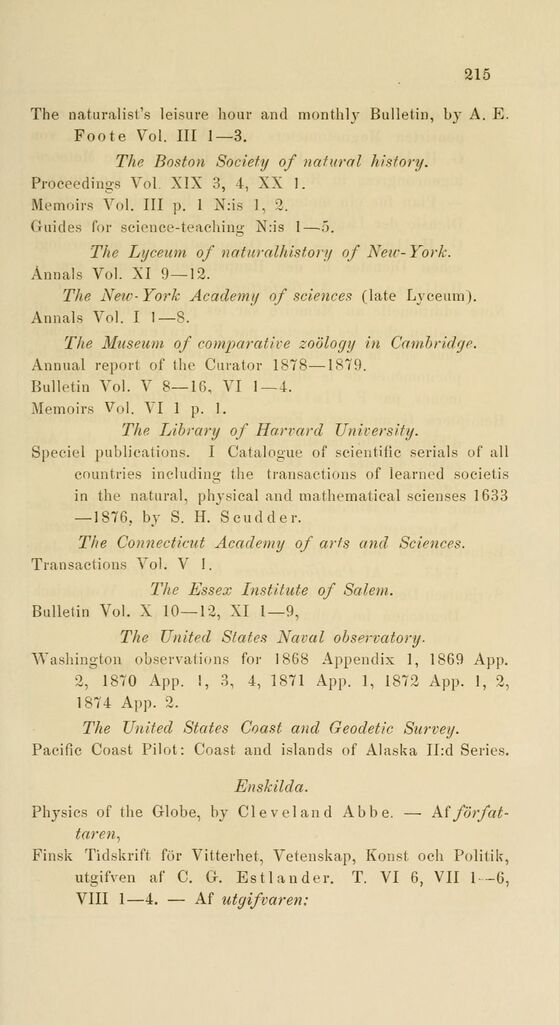 215
The naturalist's leisure hour and monthly Bulletin, by A. E.
Foote Vol. III 1—3.
The Boston Society of natural history.
Proceedings Vol. XIX 3, 4, XX 1.
Memoirs Vol. III p. 1 N:is 1, 2.
Guides for science-teaching N:is 1—5.
The Lyceum of naturalhistory of New-York.
Annals Vol. XI 9—12.
The New-York Academy of sciences (late Lyceum).
Annals Vol. I 1—8.
The Museum of comparative zoölogy in Cambridge.
Annual report of the Curator 1878—1879.
Bulletin Vol. V 8—16, VI 1—4.
Memoirs Vol. VI 1 p. 1.
The Library of Harvard University.
Speciel publications. I Catalogue of scientific serials of all
countries including the transactions of learned societis
in the natural, physical and mathematical scienses 1633
—1876, by S. H. Scudder.
The Connecticut Academy of arts and Sciences.
Transactions Vol. V 1.
The Essex Institute of Salem.
Bulletin Vol. X 10—12, XI 1—9,
The United States Naval observatory.
Washington observations for 1868 Appendix 1, 1869 App.
2, 1870 App. 1, 3, 4, 1871 App. 1, 1872 App. 1, 2,
1874 App. 2.
The United States Coast and Geodetic Survey.
Pacific Coast Pilot: Coast and islands of Alaska II:d Series.
Enskilda.
Physics of the Globe, by Cleveland Abbe. — Af förfat-
taren,
Finsk Tidskrift för Vitterhet, Vetenskap, Konst och Politik,
utgifven af C. G. Estlander. T. VI 6, VII 1—6,
VIII 1—4. — Af utgifvaren: